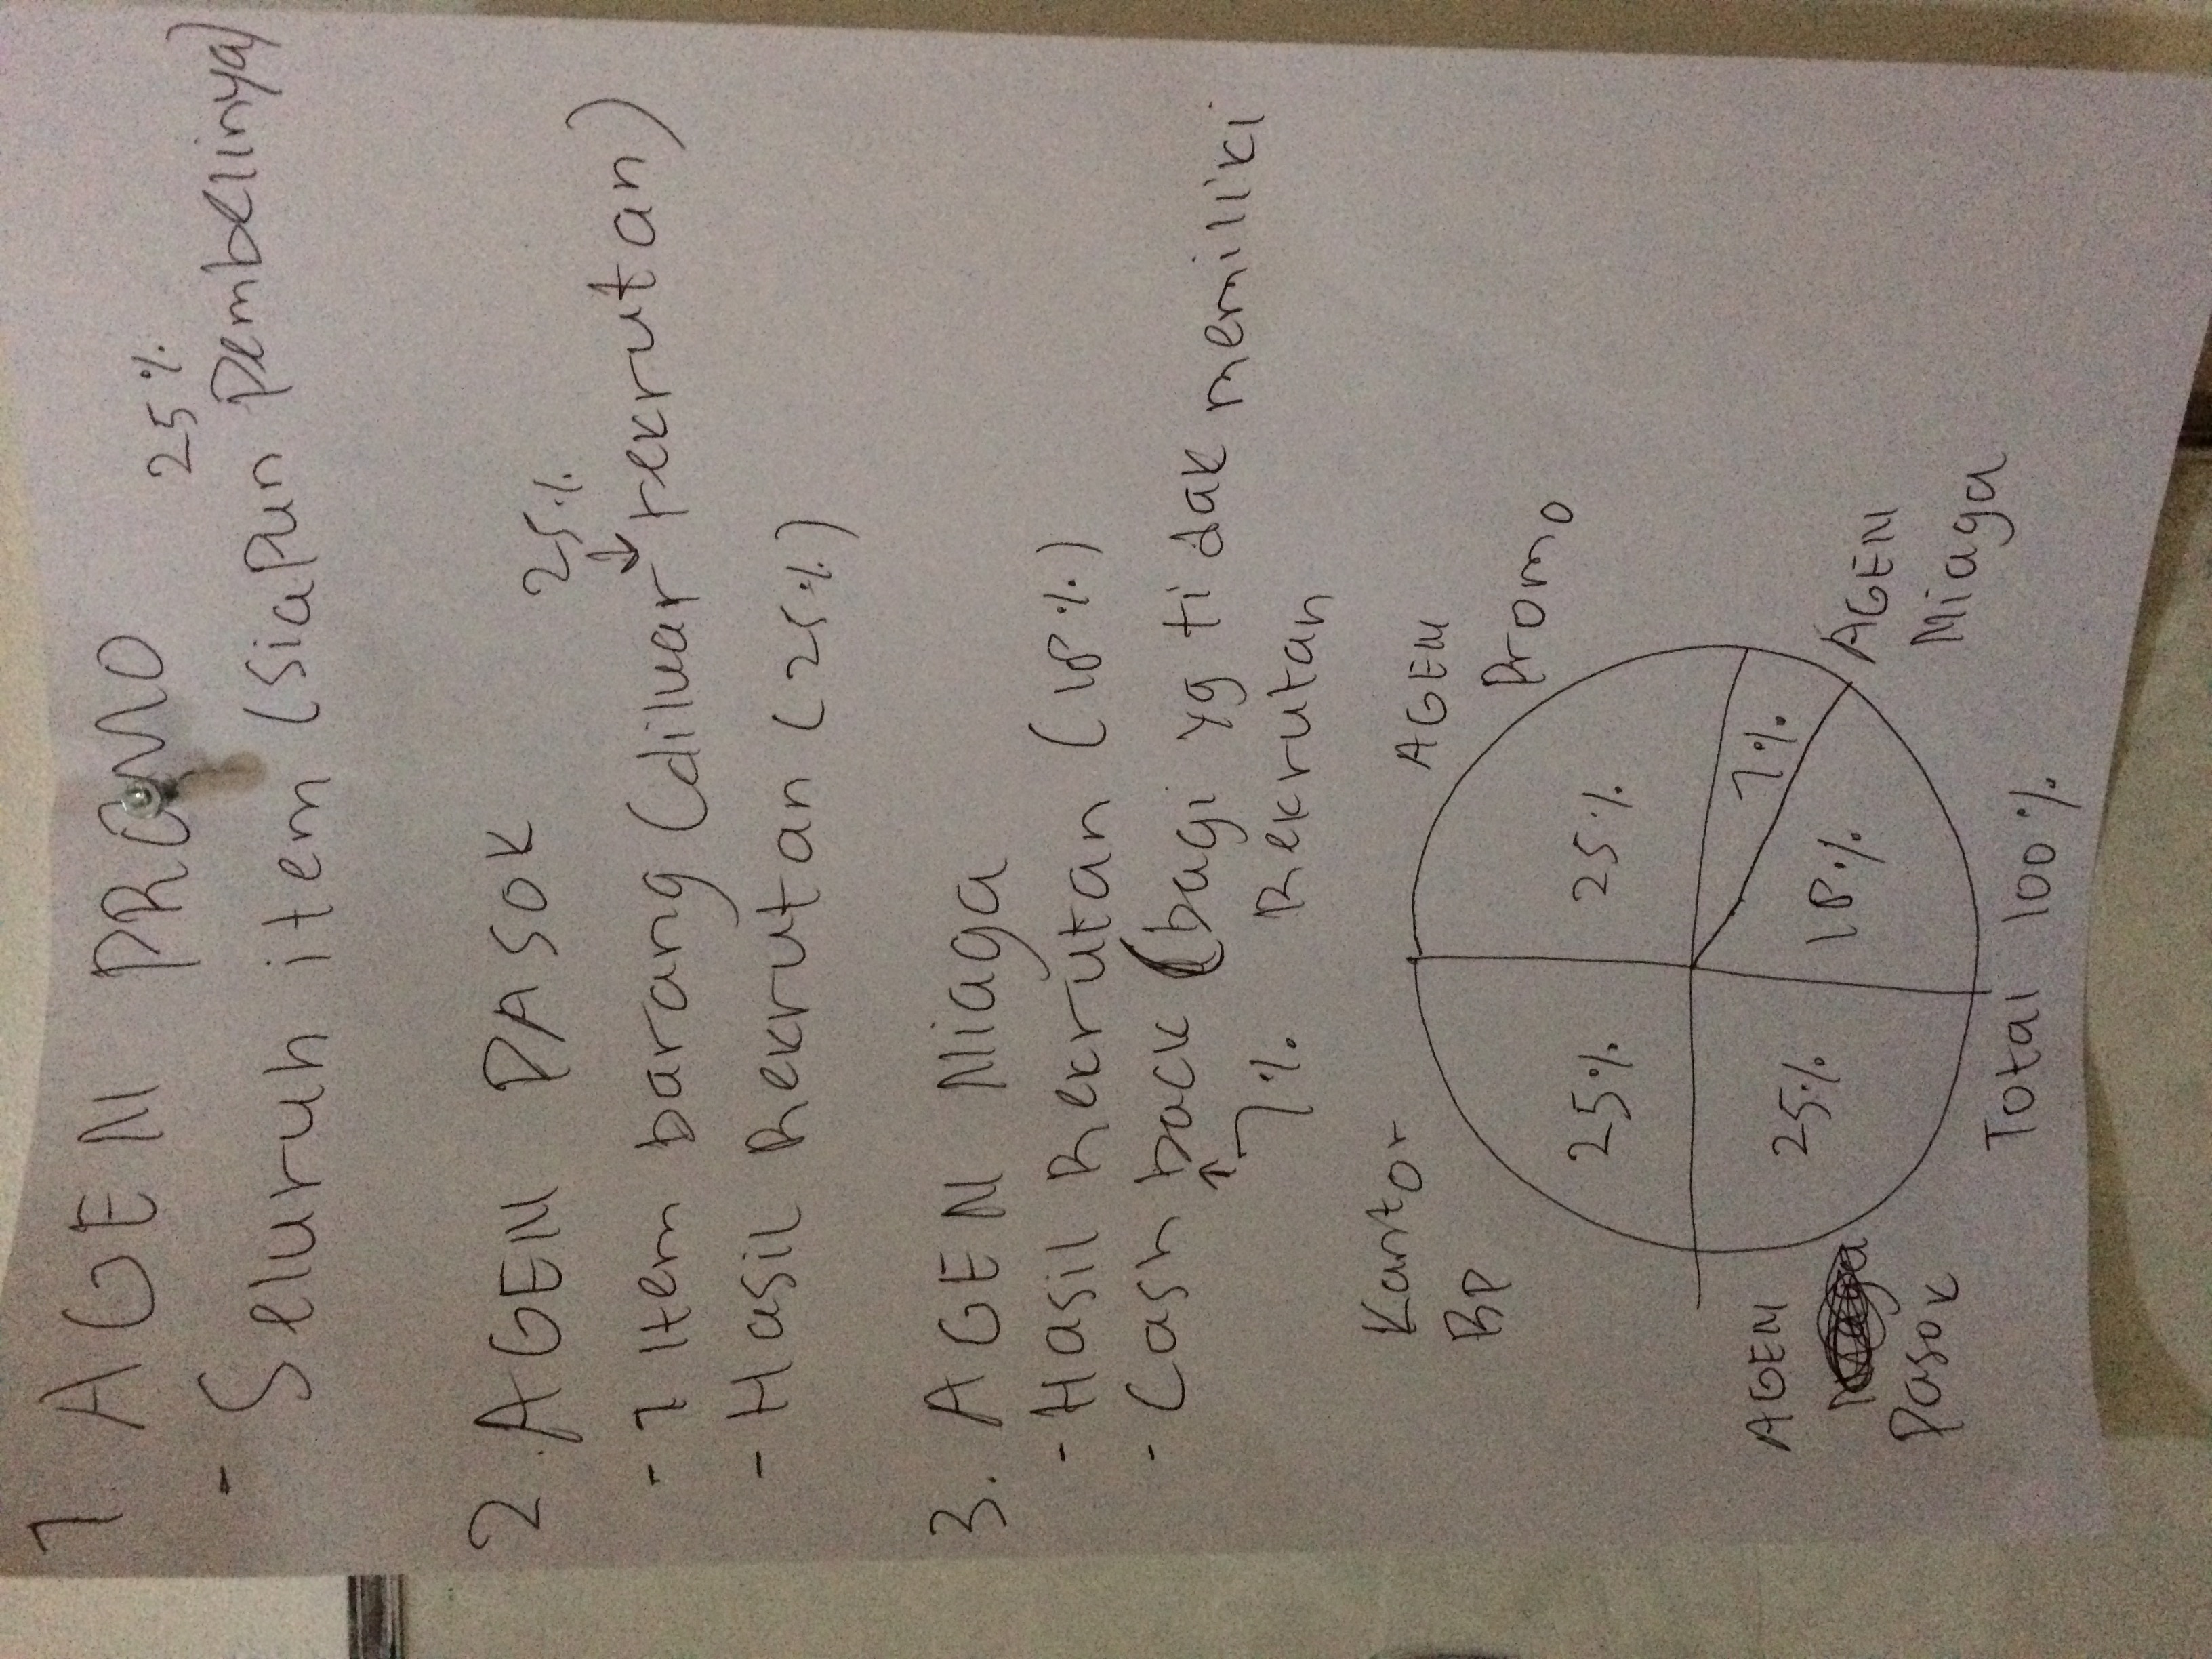 1. AGEN PROMO
25%
- Seluruh item (siapun pembelinya)
2. AGEN PASOK
25%
↓
- 1 Item barang (diluar rekrutan)
- Hasil Rekrutan (25%)
3. AGEN Niaga
- Hasil Rekrutan (18%)
- Cash back (bagi yg tidak memiliki
↑
7% Rekrutan
Kantor
BP
AGEN
Promo
25%
25%
7%
AGEN
Pasok
25%
18%
AGEN
Niaga
Total 100%